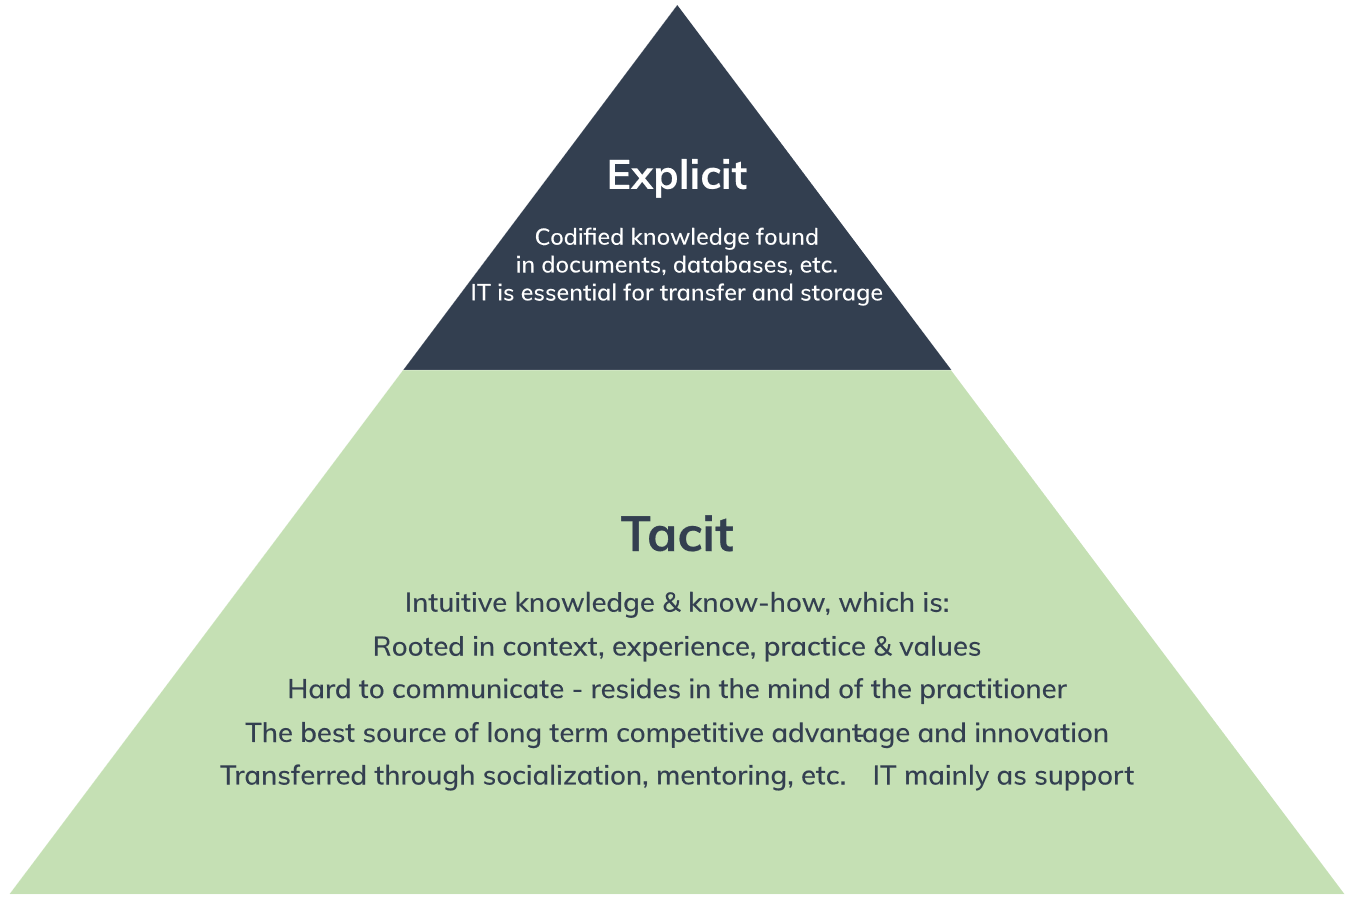 Explicit
Codified knowledge found
in documents, databases, etc.
IT is essential for transfer and storage
Tacit
Intuitive knowledge & know-how, which is:
Rooted in context, experience, practice & values
Hard to communicate - resides in the mind of the practitioner
The best source of long term competitive advantage and innovation
Transferred through socialization, mentoring, etc. - IT mainly as support